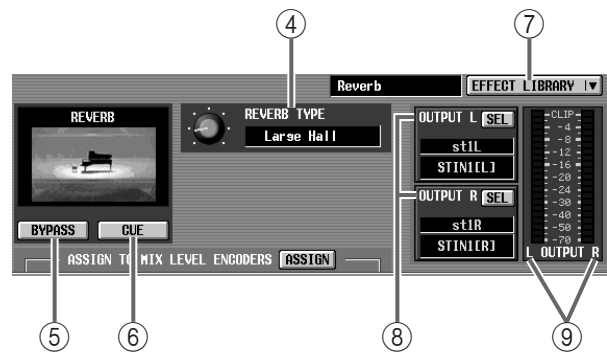 ④ ⑦
Reverb EFFECT LIBRARY
REVERB
REVERB TYPE
Large Hall
OUTPUT L SEL
st1L
STIN1[L]
OUTPUT R SEL
st1R
STIN1[R]
CLIP
-4
-8
-12
-16
-20
-24
-30
-40
-50
-70
L OUTPUT R
BYPASS CUE
ASSIGN TO MIX LEVEL ENCODERS ASSIGN
⑤ ⑥ ⑧ ⑨